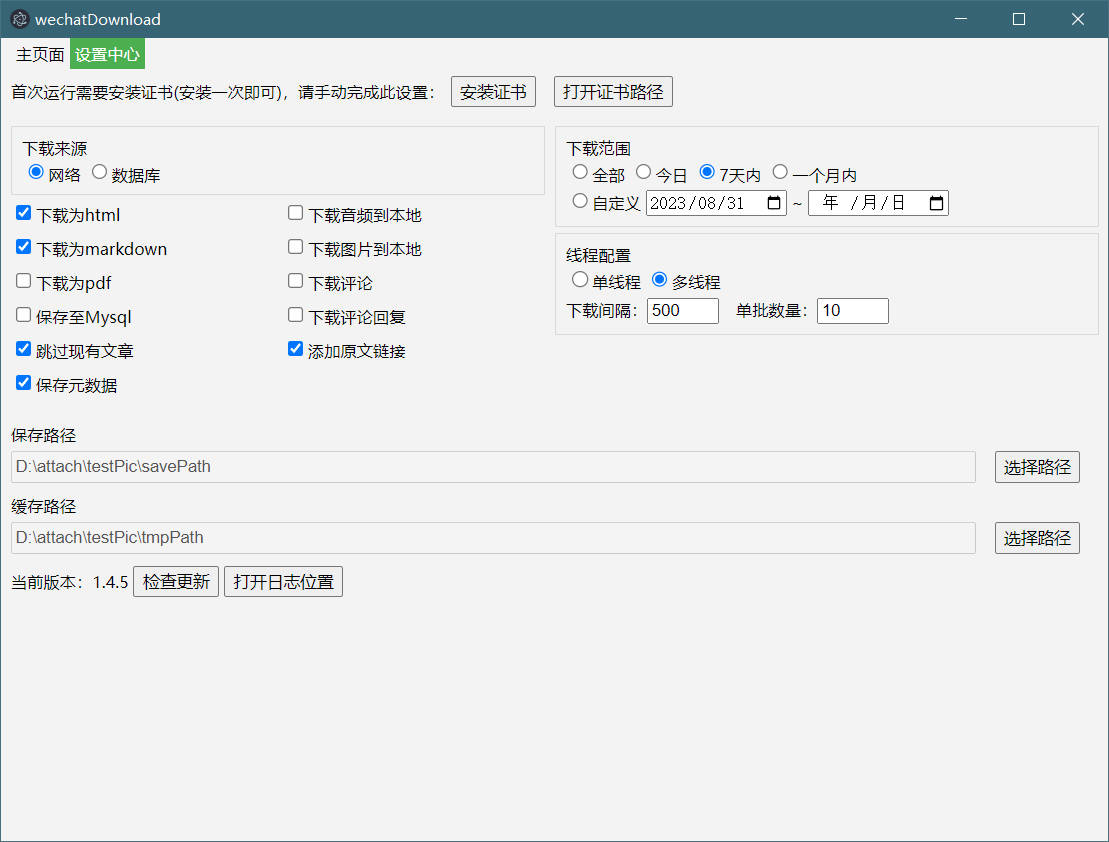 wechatDownload
主页面 设置中心
首次运行需要安装证书(安装一次即可)，请手动完成此设置： 安装证书 打开证书路径
下载来源
网络 数据库
下载为html 下载音频到本地
下载为markdown 下载图片到本地
下载为pdf 下载评论
保存至Mysql 下载评论回复
跳过现有文章 添加原文链接
保存元数据
下载范围
全部 今日 7天内 一个月内
自定义 2023/08/31 ~ 年 /月/日
线程配置
单线程 多线程
下载间隔： 500 单批数量： 10
保存路径
D:\attach\testPic\savePath 选择路径
缓存路径
D:\attach\testPic\tmpPath 选择路径
当前版本：1.4.5 检查更新 打开日志位置